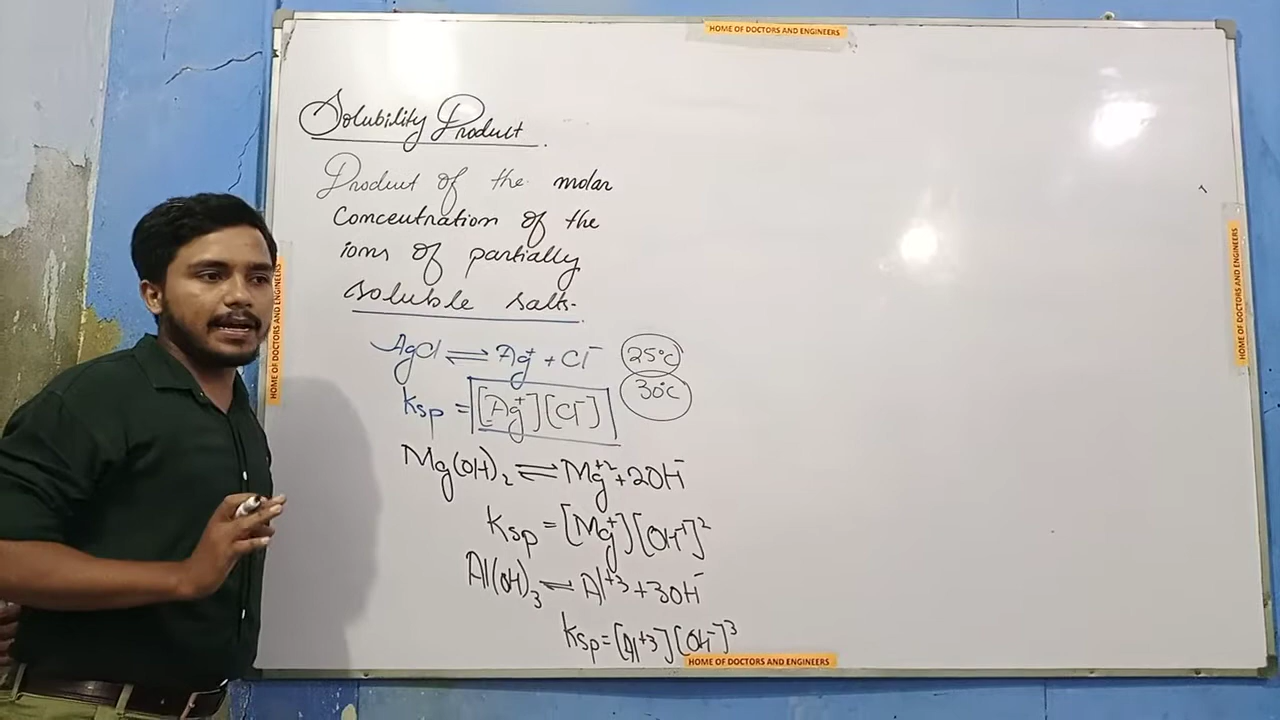 HOME OF DOCTORS AND ENGINEERS
Solubility Product
Product of the molar
Concentration of the
ions of partially
soluble salts.
AgCl ⇌ Ag⁺ + Cl⁻ 25°C
Ksp = [Ag⁺][Cl⁻] 30°C
Mg(OH)₂ ⇌ Mg⁺² + 2OH⁻
Ksp = [Mg⁺][OH⁻]²
Al(OH)₃ ⇌ Al⁺³ + 3OH⁻
Ksp = [Al⁺³][OH⁻]³
HOME OF DOCTORS AND ENGINEERS
HOME OF DOCTORS AND ENGINEERS
HOME OF DOCTORS AND ENGINEERS